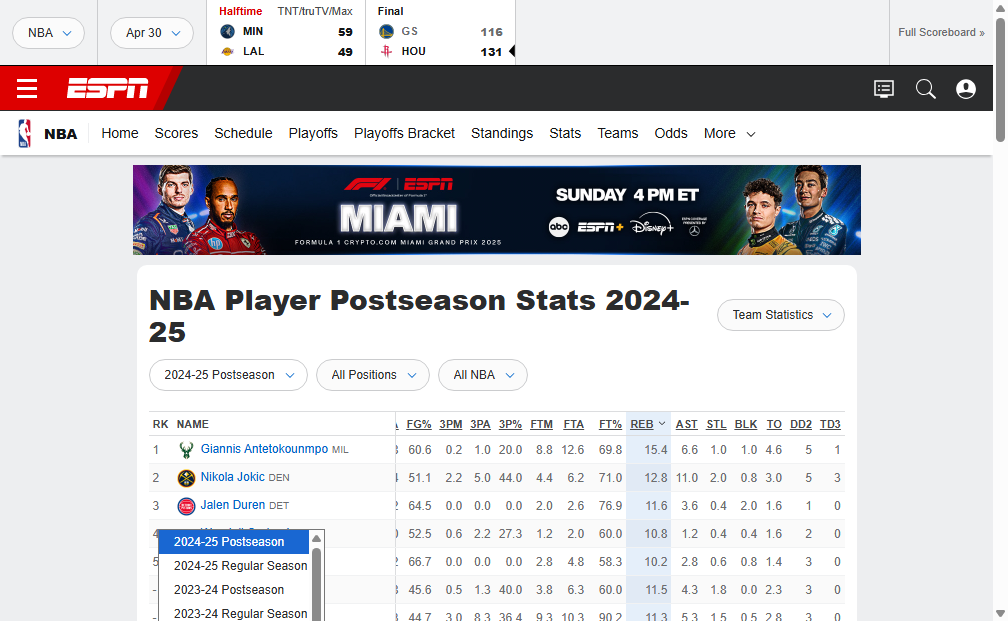 NBA
Apr 30
Halftime TNT/truTV/Max
MIN 59
LAL 49
Final
GS 116
HOU 131
Full Scoreboard »
ESPN
NBA Home Scores Schedule Playoffs Playoffs Bracket Standings Stats Teams Odds More
F1 ESPN
MIAMI
FORMULA 1 CRYPTO.COM MIAMI GRAND PRIX 2025
SUNDAY 4 PM ET
abc ESPN+ Disney+
NBA Player Postseason Stats 2024-
25
Team Statistics
2024-25 Postseason All Positions All NBA
RK NAME FG% 3PM 3PA 3P% FTM FTA FT% REB AST STL BLK TO DD2 TD3
1 Giannis Antetokounmpo MIL 60.6 0.2 1.0 20.0 8.8 12.6 69.8 15.4 6.6 1.0 1.0 4.6 5 1
2 Nikola Jokic DEN 51.1 2.2 5.0 44.0 4.4 6.2 71.0 12.8 11.0 2.0 0.8 3.0 5 3
3 Jalen Duren DET 64.5 0.0 0.0 0.0 2.0 2.6 76.9 11.6 3.6 0.4 2.0 1.6 1 0
4 52.5 0.6 2.2 27.3 1.2 2.0 60.0 10.8 1.2 0.4 0.4 1.6 2 0
5 66.7 0.0 0.0 0.0 2.8 4.8 58.3 10.2 2.8 0.6 0.8 1.4 3 0
- 45.6 0.5 1.3 40.0 3.8 6.3 60.0 11.5 4.3 1.8 0.0 2.3 3 0
- 44.7 3.0 8.3 36.4 9.3 10.3 90.2 11.3 5.3 1.5 0.5 2.8 3 0
2024-25 Postseason
2024-25 Regular Season
2023-24 Postseason
2023-24 Regular Season